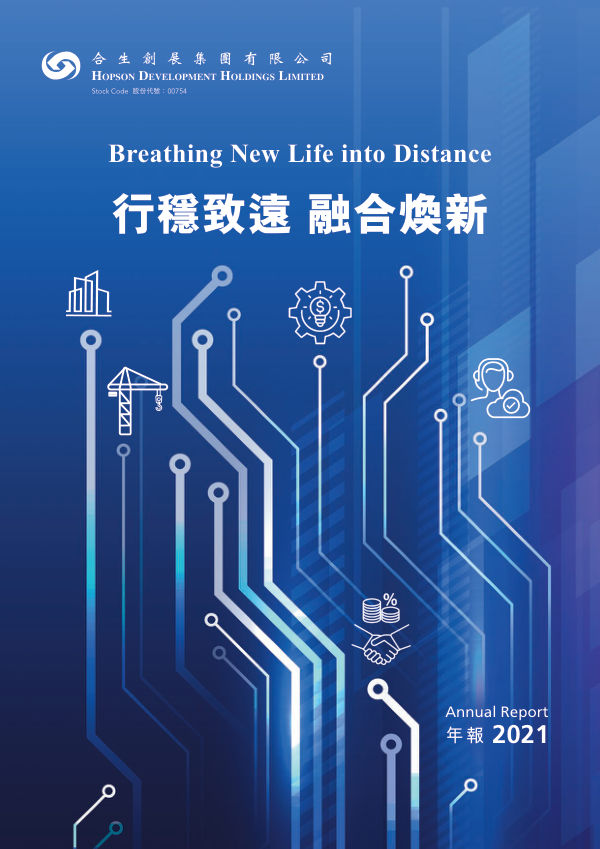 合生創展集團有限公司
HOPSON DEVELOPMENT HOLDINGS LIMITED
Stock Code 股份代號：00754
Breathing New Life into Distance
行穩致遠 融合煥新
$
%
Annual Report
年報 2021